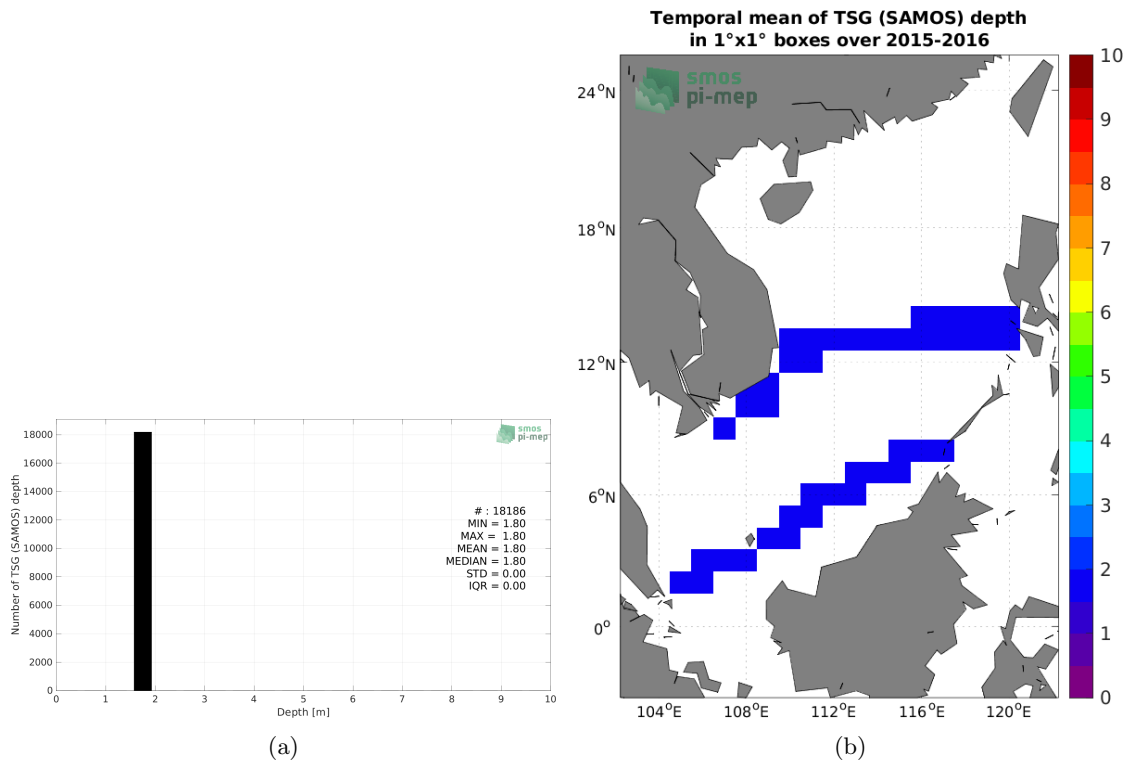 18000
16000
14000
12000
10000
8000
6000
4000
2000
0
Number of TSG (SAMOS) depth
smos
pi-mep
# : 18186
MIN = 1.80
MAX = 1.80
MEAN = 1.80
MEDIAN = 1.80
STD = 0.00
IQR = 0.00
0 1 2 3 4 5 6 7 8 9 10
Depth [m]
(a)
Temporal mean of TSG (SAMOS) depth
in 1°x1° boxes over 2015-2016
smos
pi-mep
24°N
18°N
12°N
6°N
0°
104°E 108°E 112°E 116°E 120°E
10
9
8
7
6
5
4
3
2
1
0
(b)